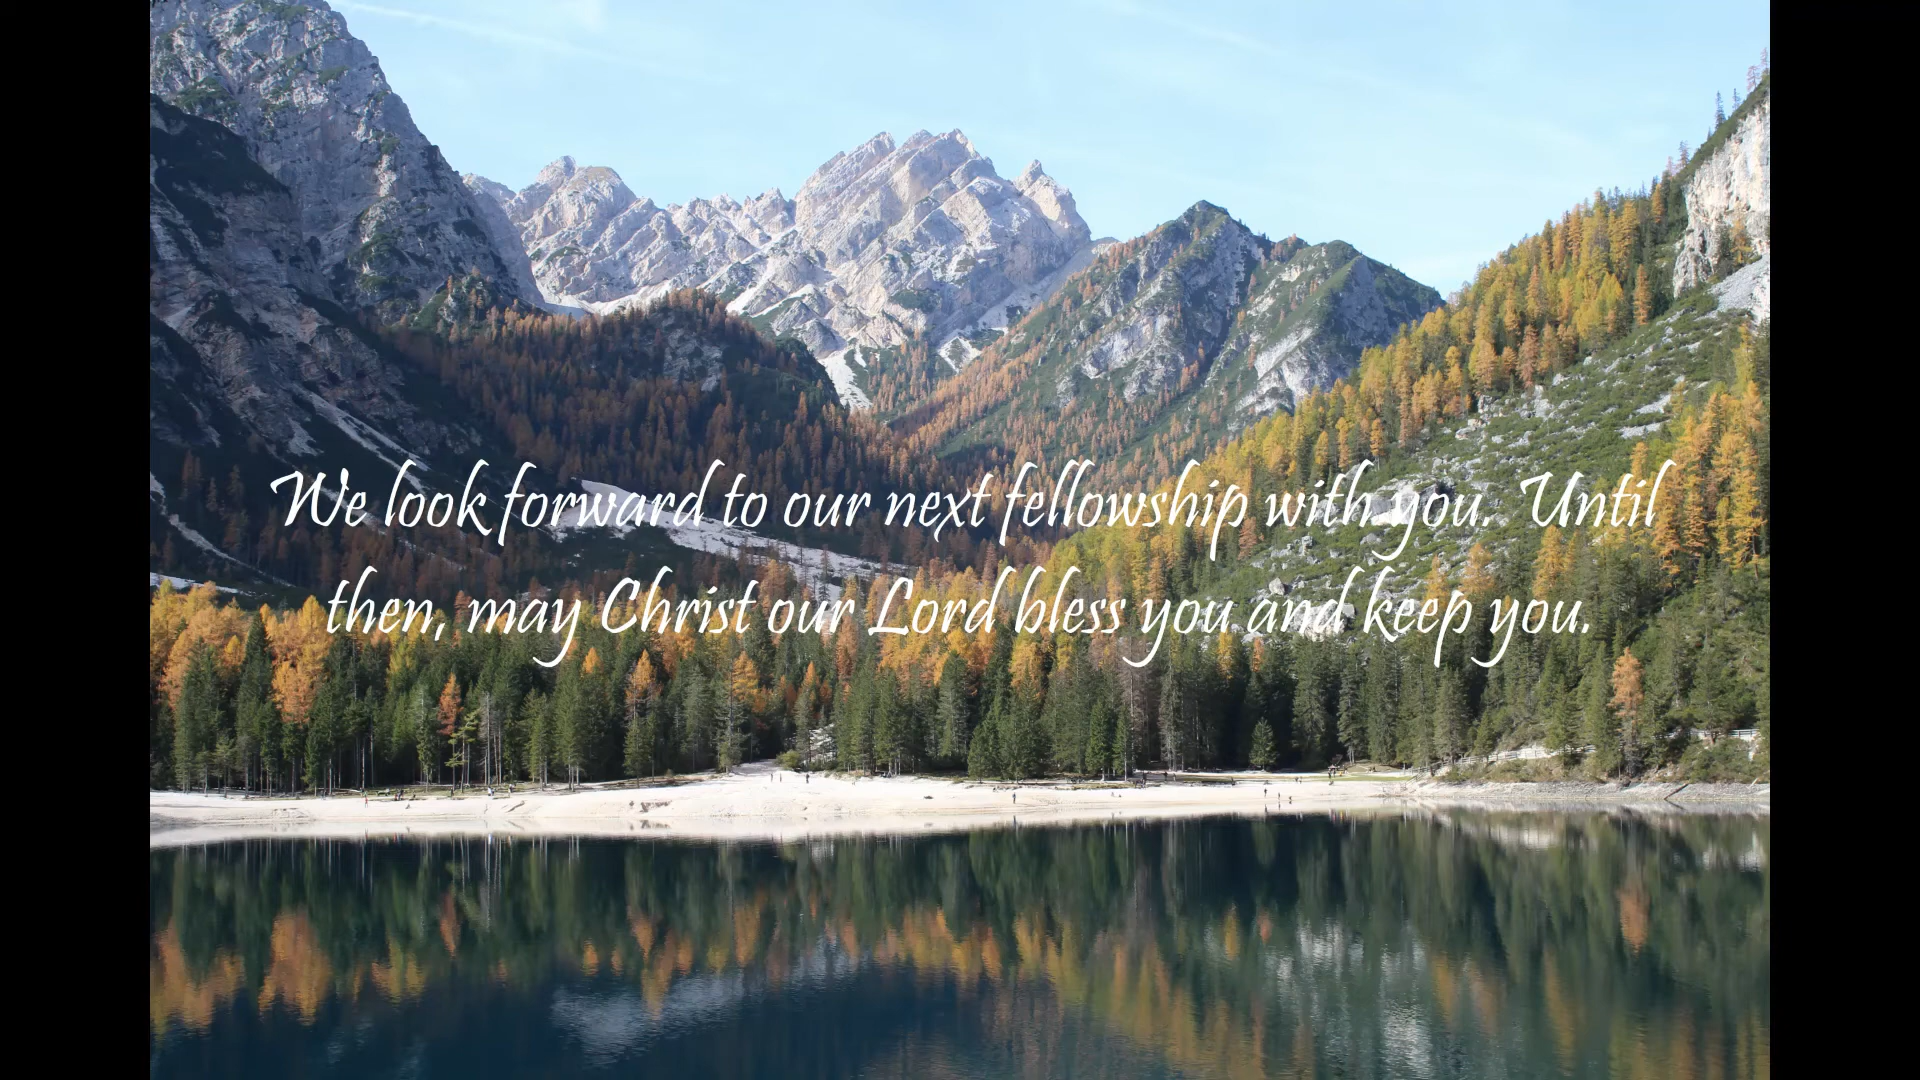 We look forward to our next fellowship with you. Until
then, may Christ our Lord bless you and keep you.